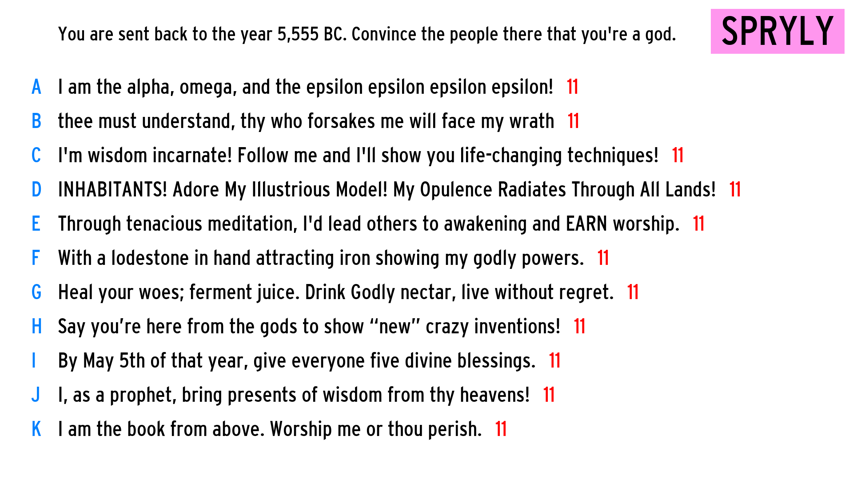 You are sent back to the year 5,555 BC. Convince the people there that you're a god.
SPRYLY
A I am the alpha, omega, and the epsilon epsilon epsilon epsilon! 11
B thee must understand, thy who forsakes me will face my wrath 11
C I'm wisdom incarnate! Follow me and I'll show you life-changing techniques! 11
D INHABITANTS! Adore My Illustrious Model! My Opulence Radiates Through All Lands! 11
E Through tenacious meditation, I'd lead others to awakening and EARN worship. 11
F With a lodestone in hand attracting iron showing my godly powers. 11
G Heal your woes; ferment juice. Drink Godly nectar, live without regret. 11
H Say you’re here from the gods to show “new” crazy inventions! 11
I By May 5th of that year, give everyone five divine blessings. 11
J I, as a prophet, bring presents of wisdom from thy heavens! 11
K I am the book from above. Worship me or thou perish. 11